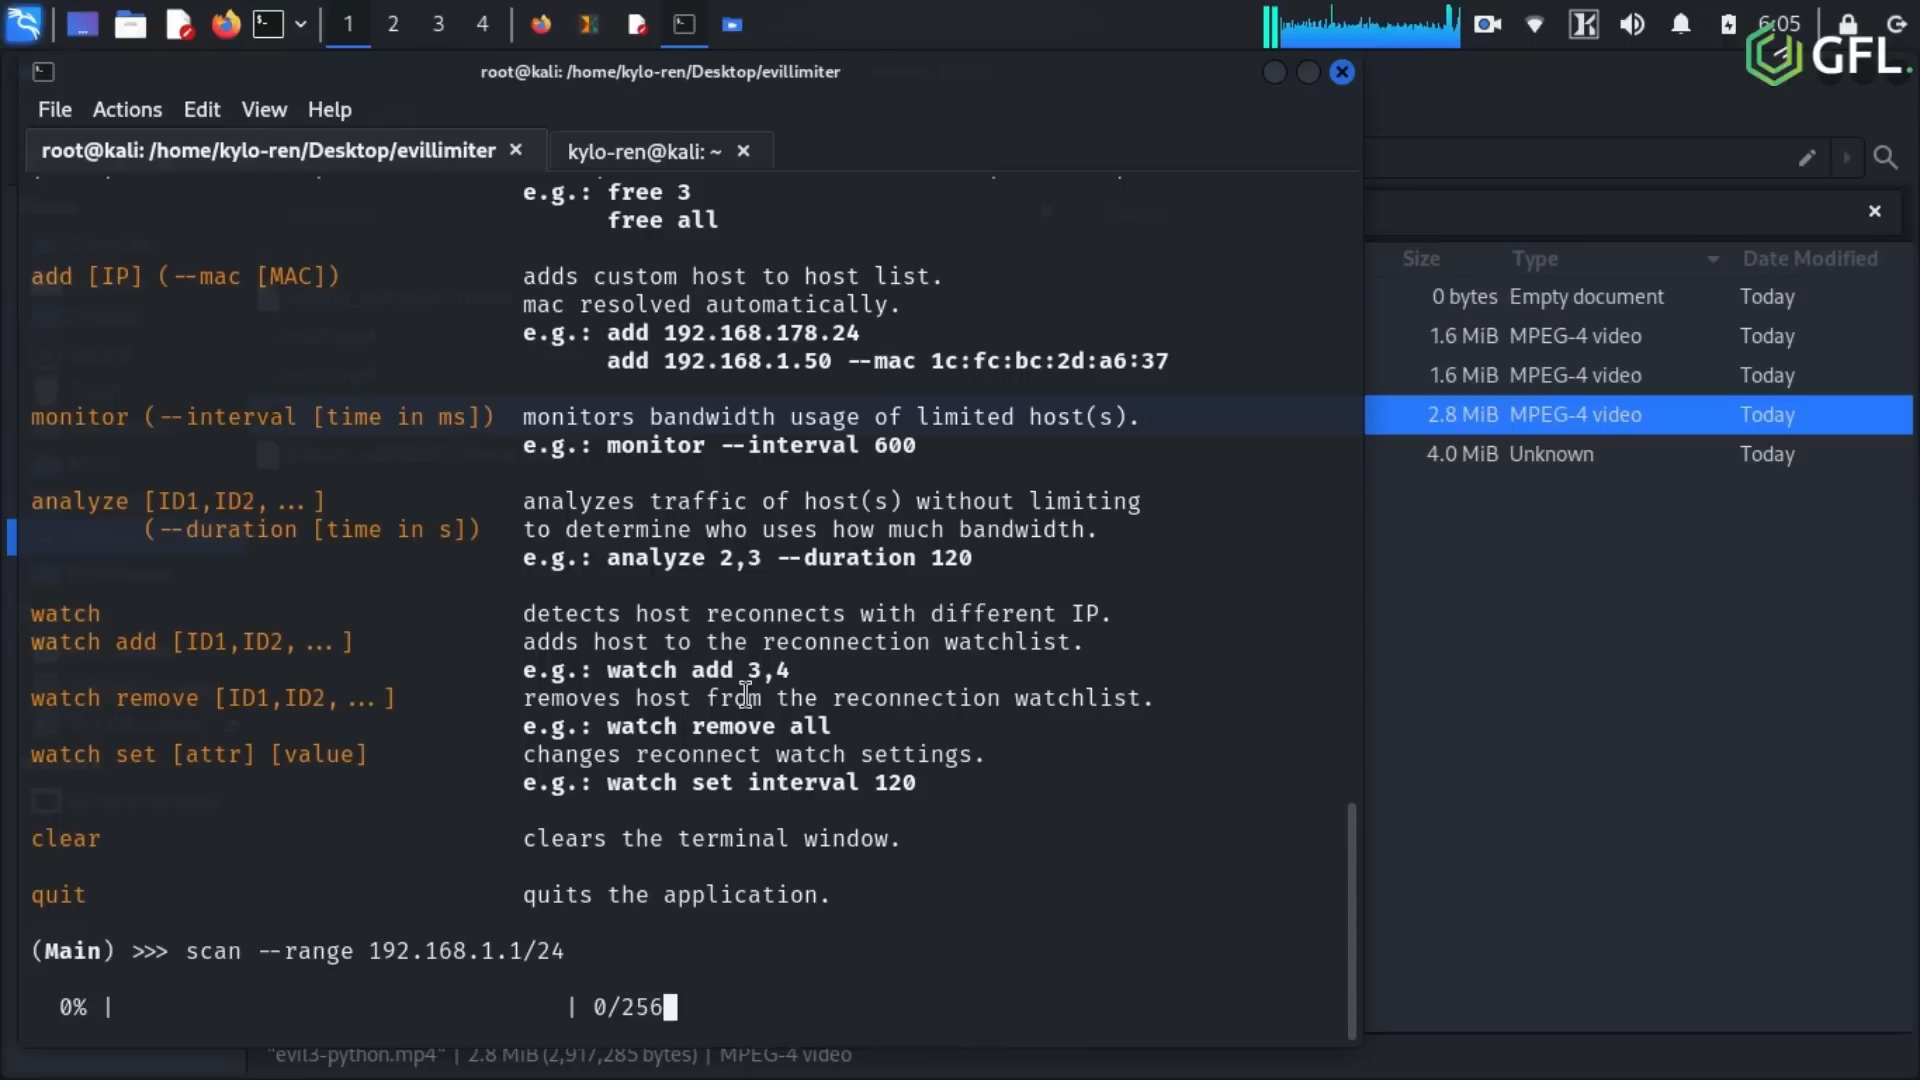 1 2 3 4
6:05
GFL.
root@kali: /home/kylo-ren/Desktop/evillimiter
File Actions Edit View Help
root@kali: /home/kylo-ren/Desktop/evillimiter
kylo-ren@kali: ~
e.g.: free 3
free all
add [IP] (--mac [MAC]) adds custom host to host list.
mac resolved automatically.
e.g.: add 192.168.178.24
add 192.168.1.50 --mac 1c:fc:bc:2d:a6:37
monitor (--interval [time in ms]) monitors bandwidth usage of limited host(s).
e.g.: monitor --interval 600
analyze [ID1,ID2,...] analyzes traffic of host(s) without limiting
(--duration [time in s]) to determine who uses how much bandwidth.
e.g.: analyze 2,3 --duration 120
watch detects host reconnects with different IP.
watch add [ID1,ID2,...] adds host to the reconnection watchlist.
e.g.: watch add 3,4
watch remove [ID1,ID2,...] removes host from the reconnection watchlist.
e.g.: watch remove all
watch set [attr] [value] changes reconnect watch settings.
e.g.: watch set interval 120
clear clears the terminal window.
quit quits the application.
(Main) >>> scan --range 192.168.1.1/24
0% | | 0/256
Size Type Date Modified
0 bytes Empty document Today
1.6 MiB MPEG-4 video Today
1.6 MiB MPEG-4 video Today
2.8 MiB MPEG-4 video Today
4.0 MiB Unknown Today
"evil3-python.mp4" | 2.8 MiB (2,917,285 bytes) | MPEG-4 video